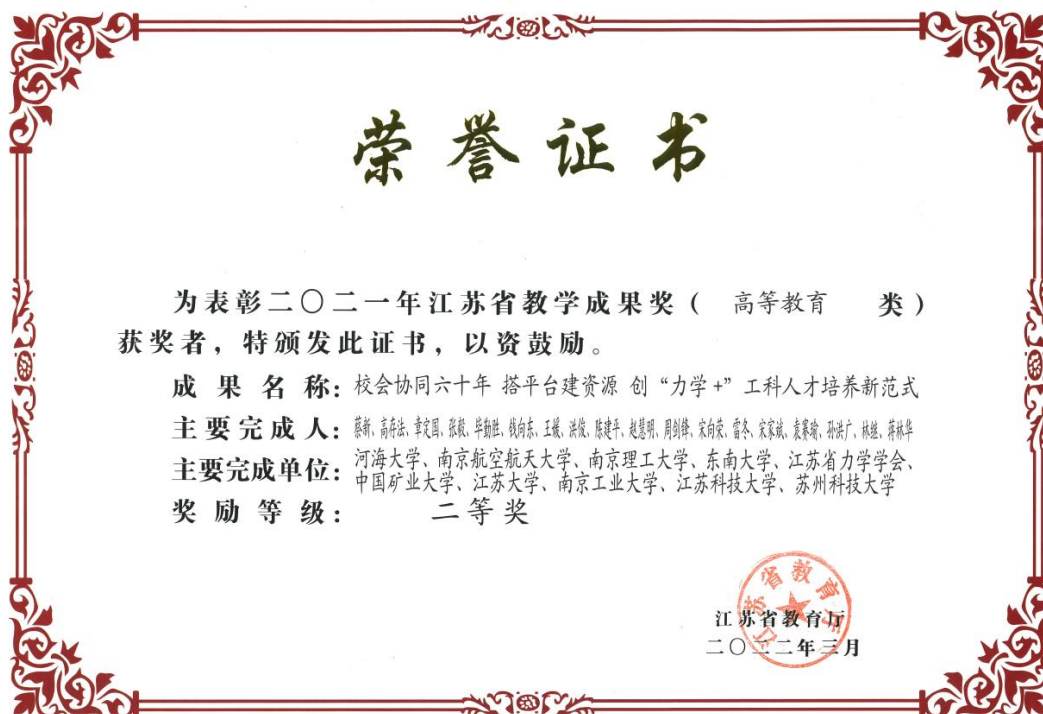 荣誉证书
为表彰二〇二一年江苏省教学成果奖（ 高等教育 类）
获奖者，特颁发此证书，以资鼓励。
成果名称：校会协同六十年 搭平台建资源 创“力学+”工科人才培养新范式
主要完成人：蔡新、高存法、章定国、张毅、毕勤胜、钱向东、王媛、洪俊、陈建平、赵慧明、周剑锋、宋向荣、雷冬、宋家斌、袁赛瑜、孙洪广、林继、蒋林华
主要完成单位：河海大学、南京航空航天大学、南京理工大学、东南大学、江苏省力学学会、
中国矿业大学、江苏大学、南京工业大学、江苏科技大学、苏州科技大学
奖励等级： 二等奖
江苏省教育厅
江苏省教育厅
二〇二二年三月